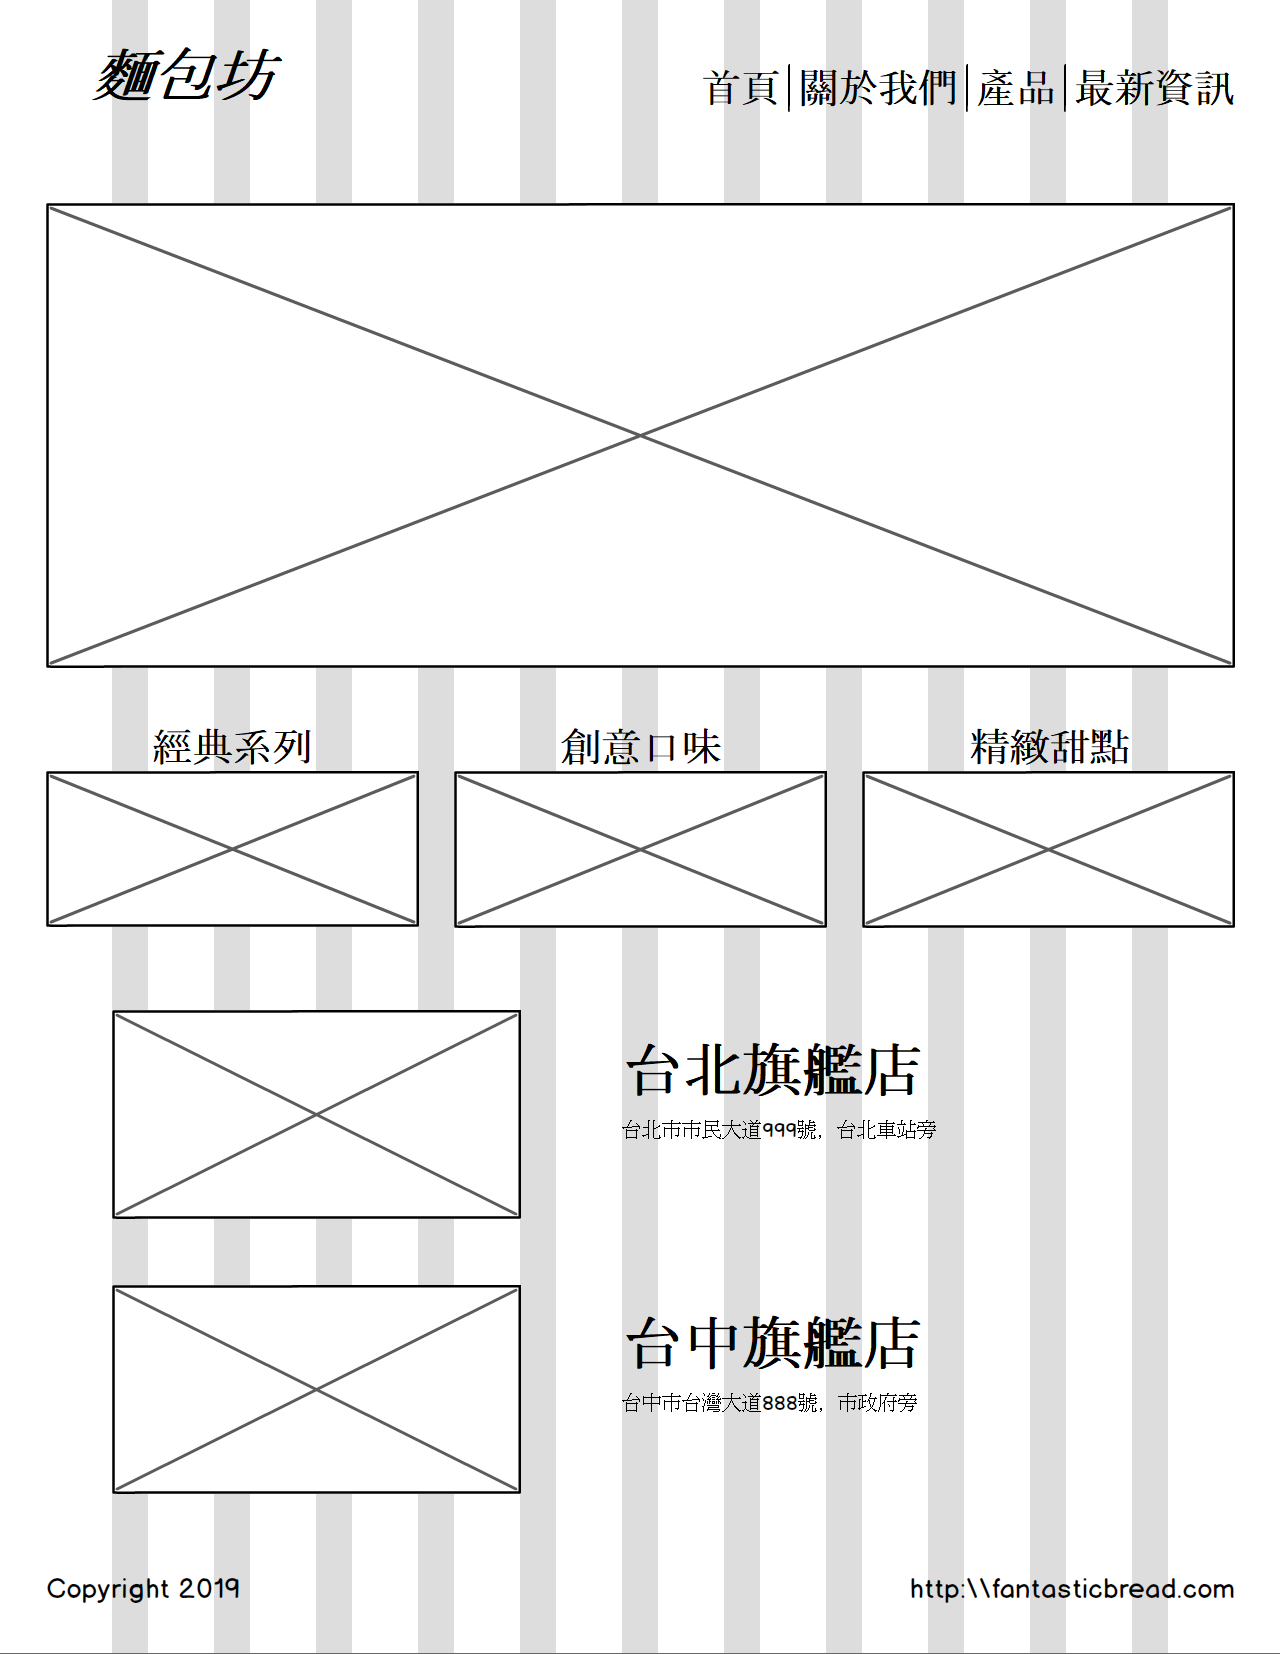 麵包坊
首頁|關於我們|產品|最新資訊
經典系列
創意口味
精緻甜點
台北旗艦店
台北市市民大道999號，台北車站旁
台中旗艦店
台中市台灣大道888號，市政府旁
Copyright 2019
http:\\fantasticbread.com